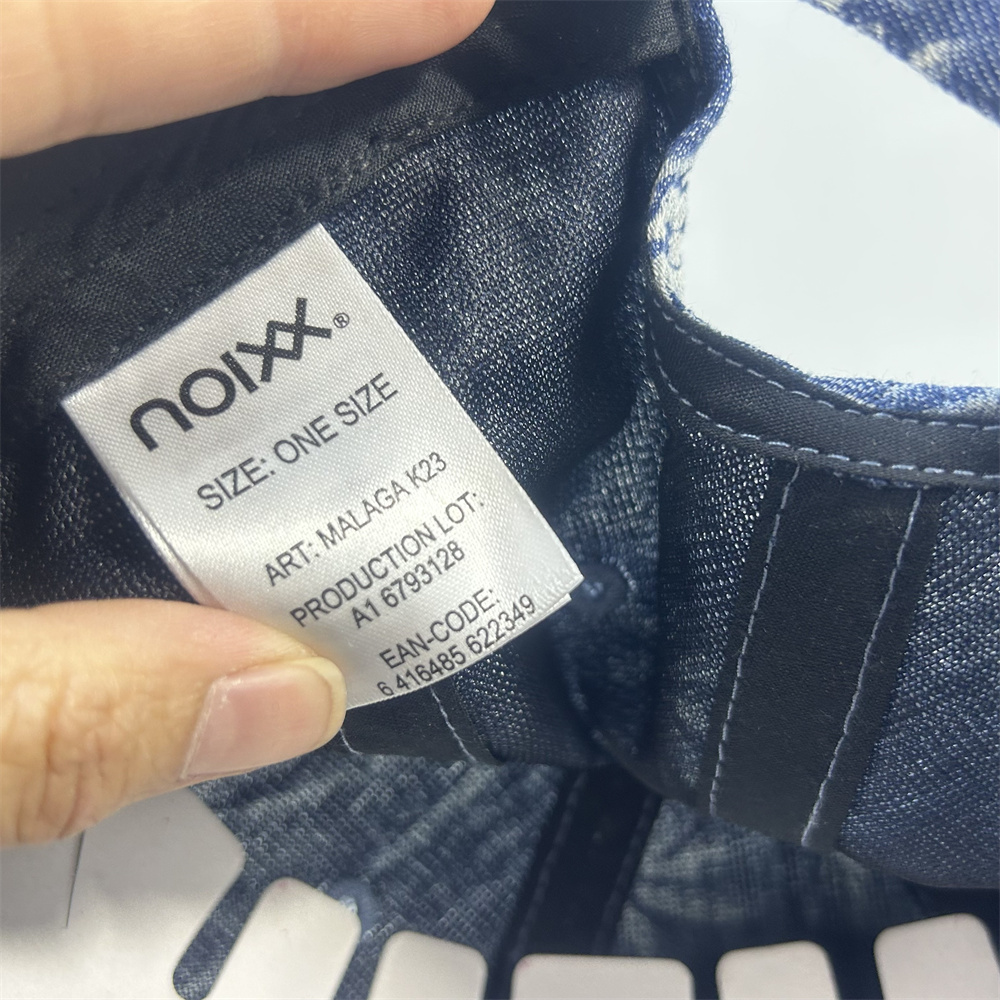 noixx®
SIZE: ONE SIZE
ART: MALAGA K23
PRODUCTION LOT:
A1 6793128
EAN-CODE:
6 416485 622349